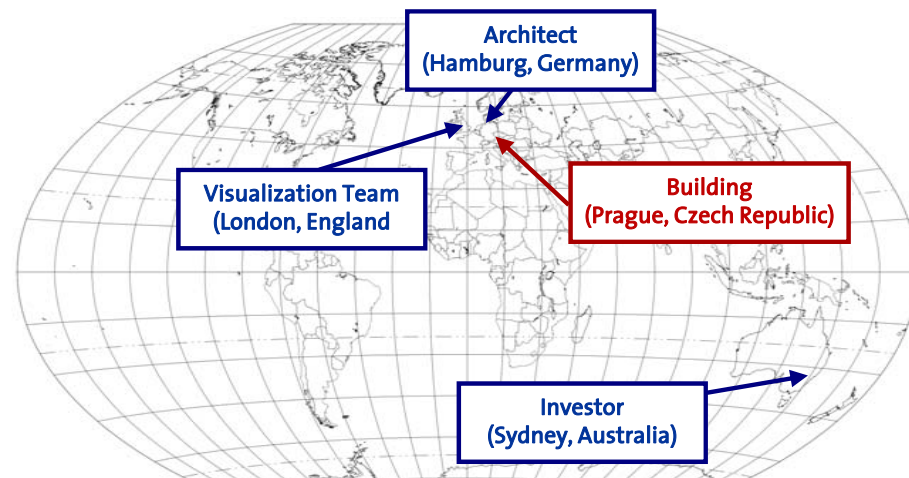 Architect
(Hamburg, Germany)
Visualization Team
(London, England
Building
(Prague, Czech Republic)
Investor
(Sydney, Australia)